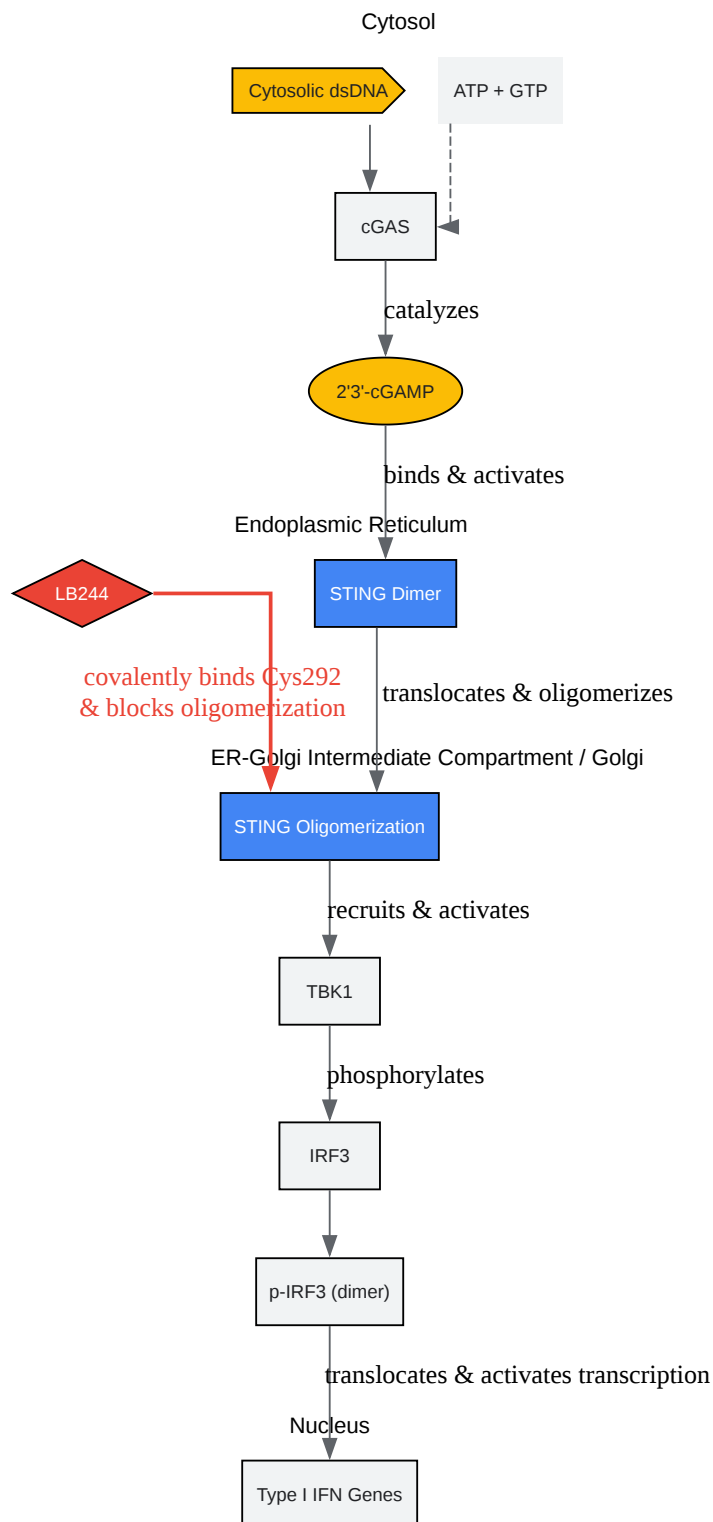 Cytosol
Cytosolic dsDNA
ATP + GTP
cGAS
catalyzes
2'3'-cGAMP
binds & activates
Endoplasmic Reticulum
LB244
STING Dimer
covalently binds Cys292
& blocks oligomerization
translocates & oligomerizes
ER-Golgi Intermediate Compartment / Golgi
STING Oligomerization
recruits & activates
TBK1
phosphorylates
IRF3
p-IRF3 (dimer)
translocates & activates transcription
Nucleus
Type I IFN Genes